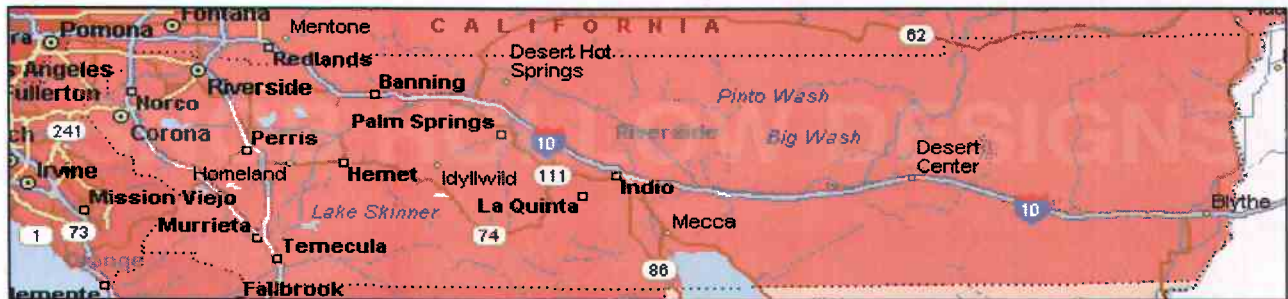 Pomona
Fontana
Mentone
CALIFORNIA
62
Redlands
Desert Hot
Springs
Angeles
Riverside
Banning
Fullerton
Norco
Pinto Wash
Corona
241
Perris
Palm Springs
10
Riverside
Big Wash
DESIGN
Irvine
Homeland
Hemet
Idyllwild
111
Indio
Desert
Center
Mission Viejo
Lake Skinner
La Quinta
10
Blythe
1
73
Murrieta
74
Mecca
Orange
Temecula
86
Fallbrook